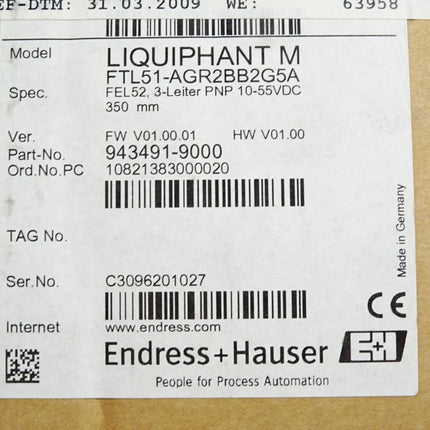 EF-DTM: 31.03.2009 WE: 63958
Model LIQUIPHANT M
FTL51-AGR2BB2G5A
Spec. FEL52, 3-Leiter PNP 10-55VDC
350 mm
Ver. FW V01.00.01 HW V01.00
Part-No. 943491-9000
Ord.No.PC 10821383000020
TAG No.
Ser.No. C3096201027
Internet www.endress.com
Endress+Hauser E+H
People for Process Automation
CE
Made in Germany